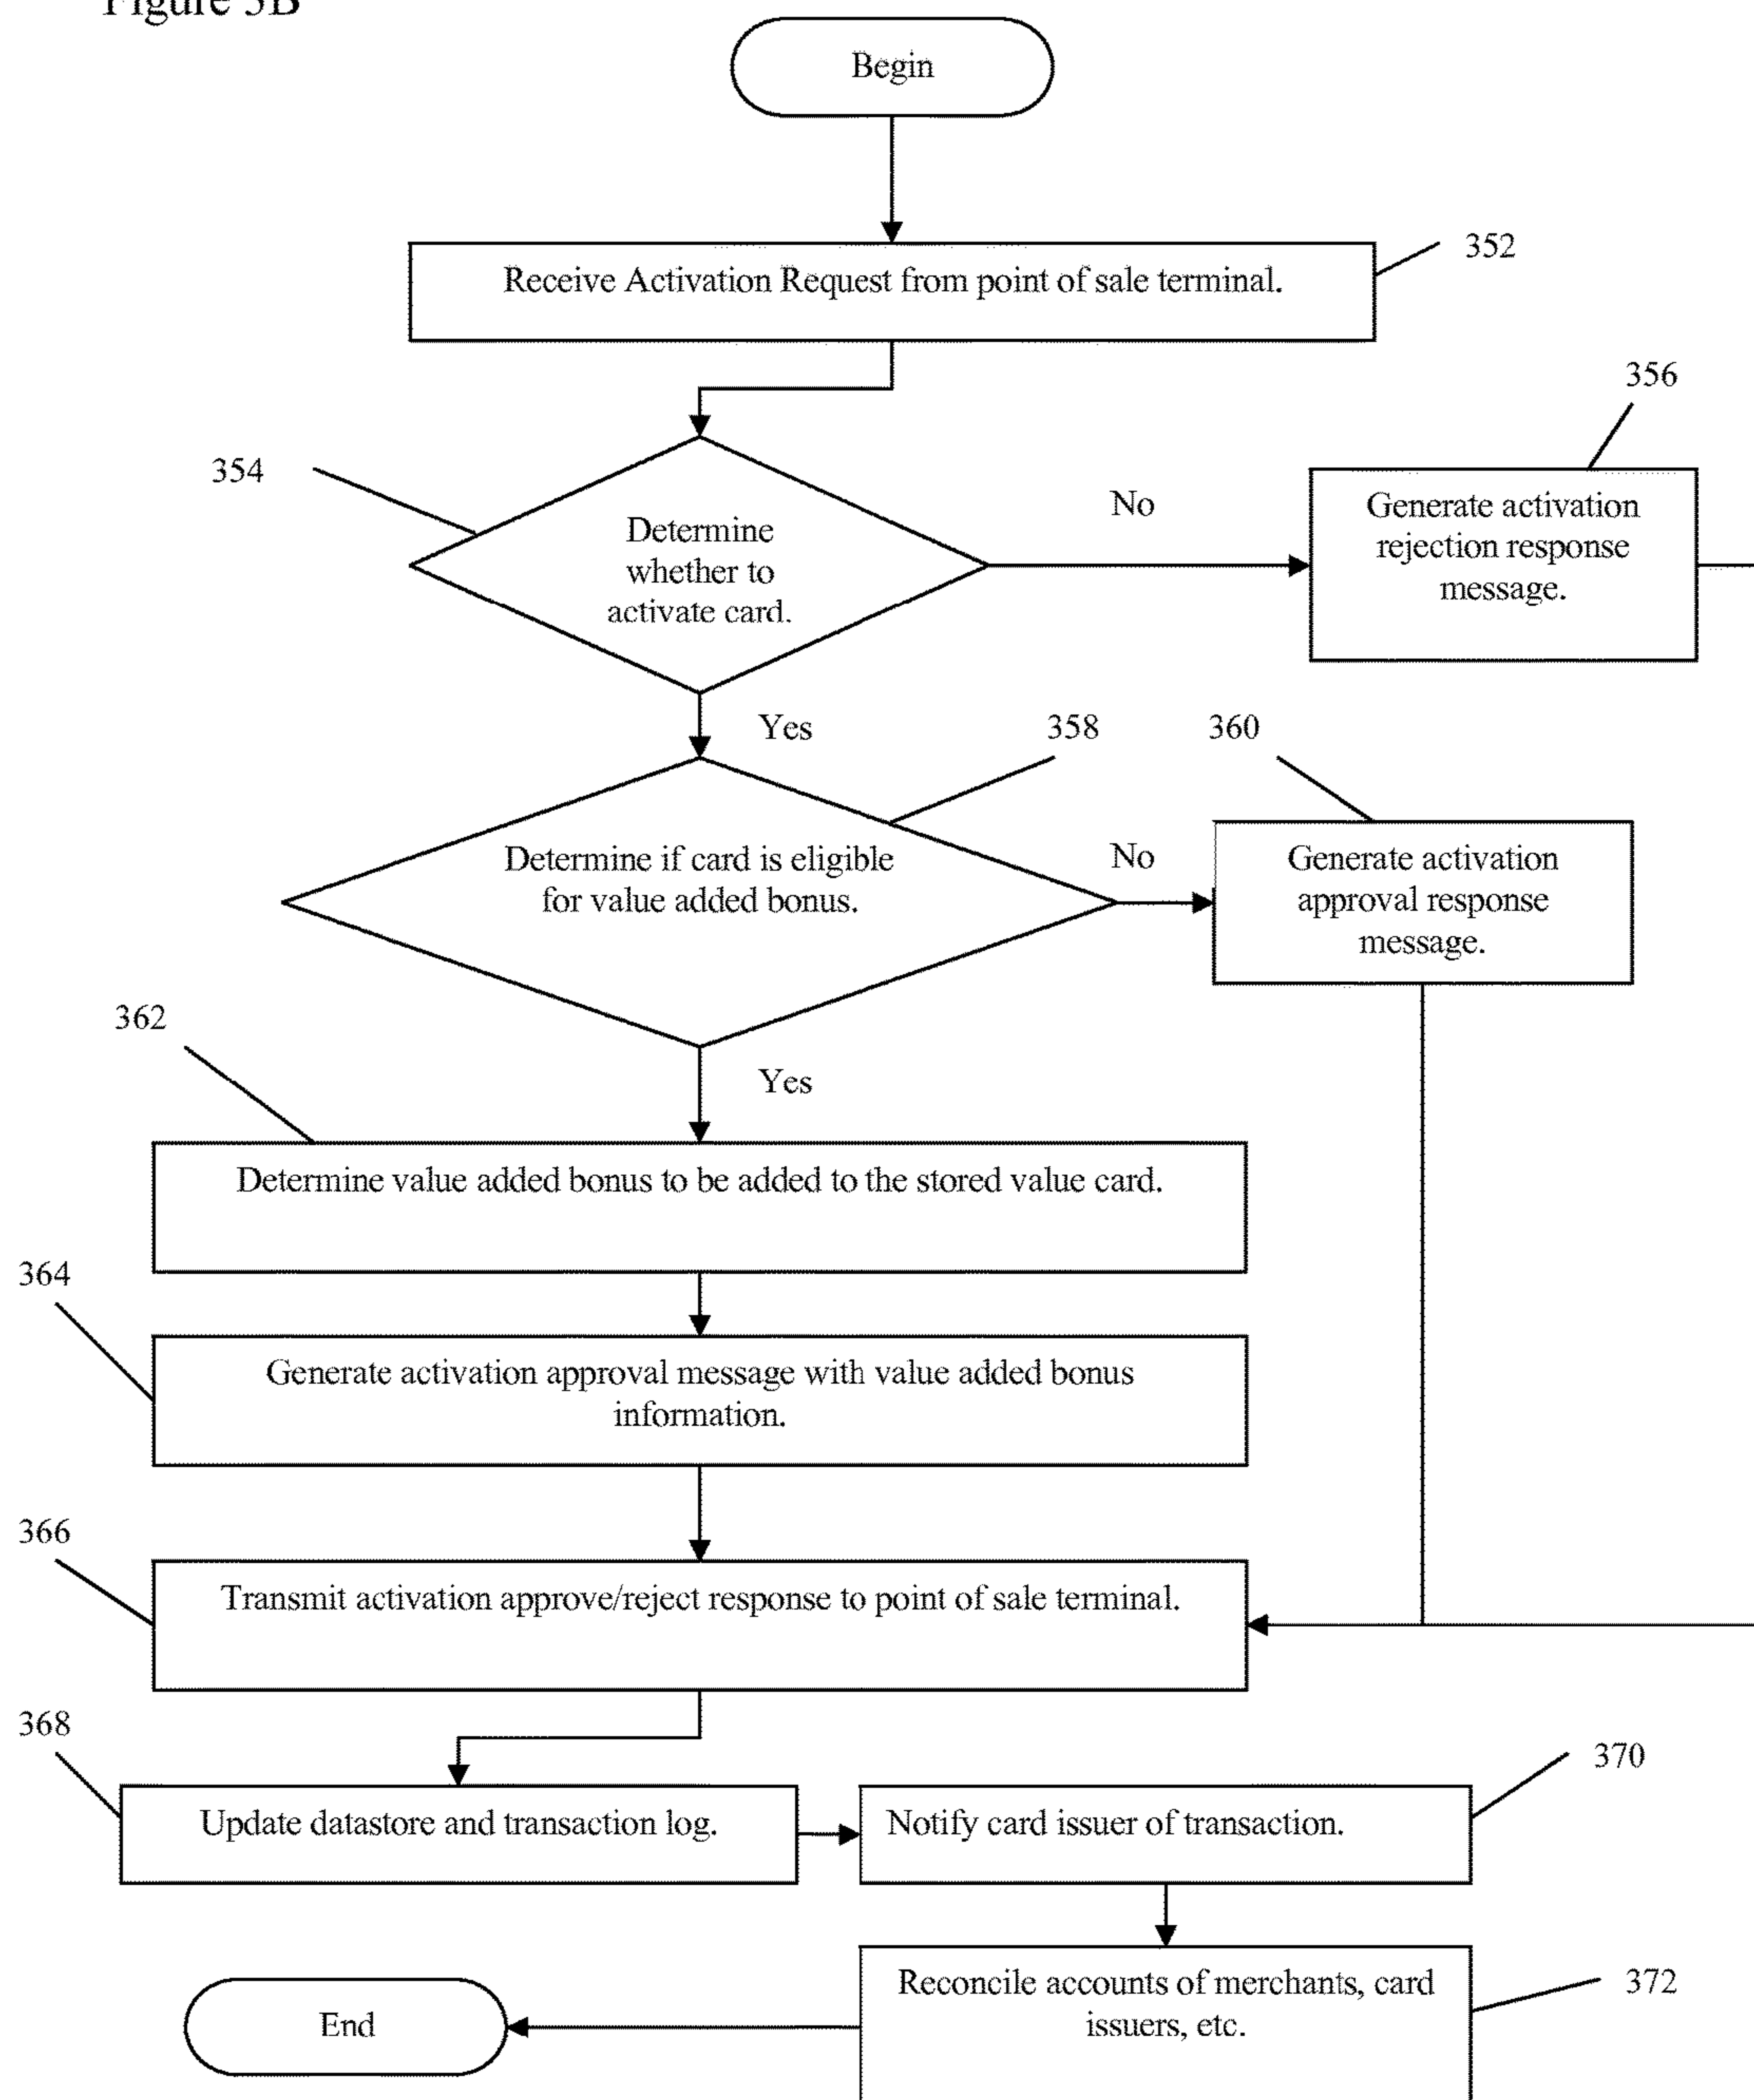 Figure 3B
Begin
352
Receive Activation Request from point of sale terminal.
356
354
No
Generate activation
rejection response
message.
Determine
whether to
activate card.
Yes
358
360
Determine if card is eligible
for value added bonus.
No
Generate activation
approval response
message.
362
Yes
Determine value added bonus to be added to the stored value card.
364
Generate activation approval message with value added bonus
information.
366
Transmit activation approve/reject response to point of sale terminal.
368
370
Update datastore and transaction log.
Notify card issuer of transaction.
372
Reconcile accounts of merchants, card
issuers, etc.
End